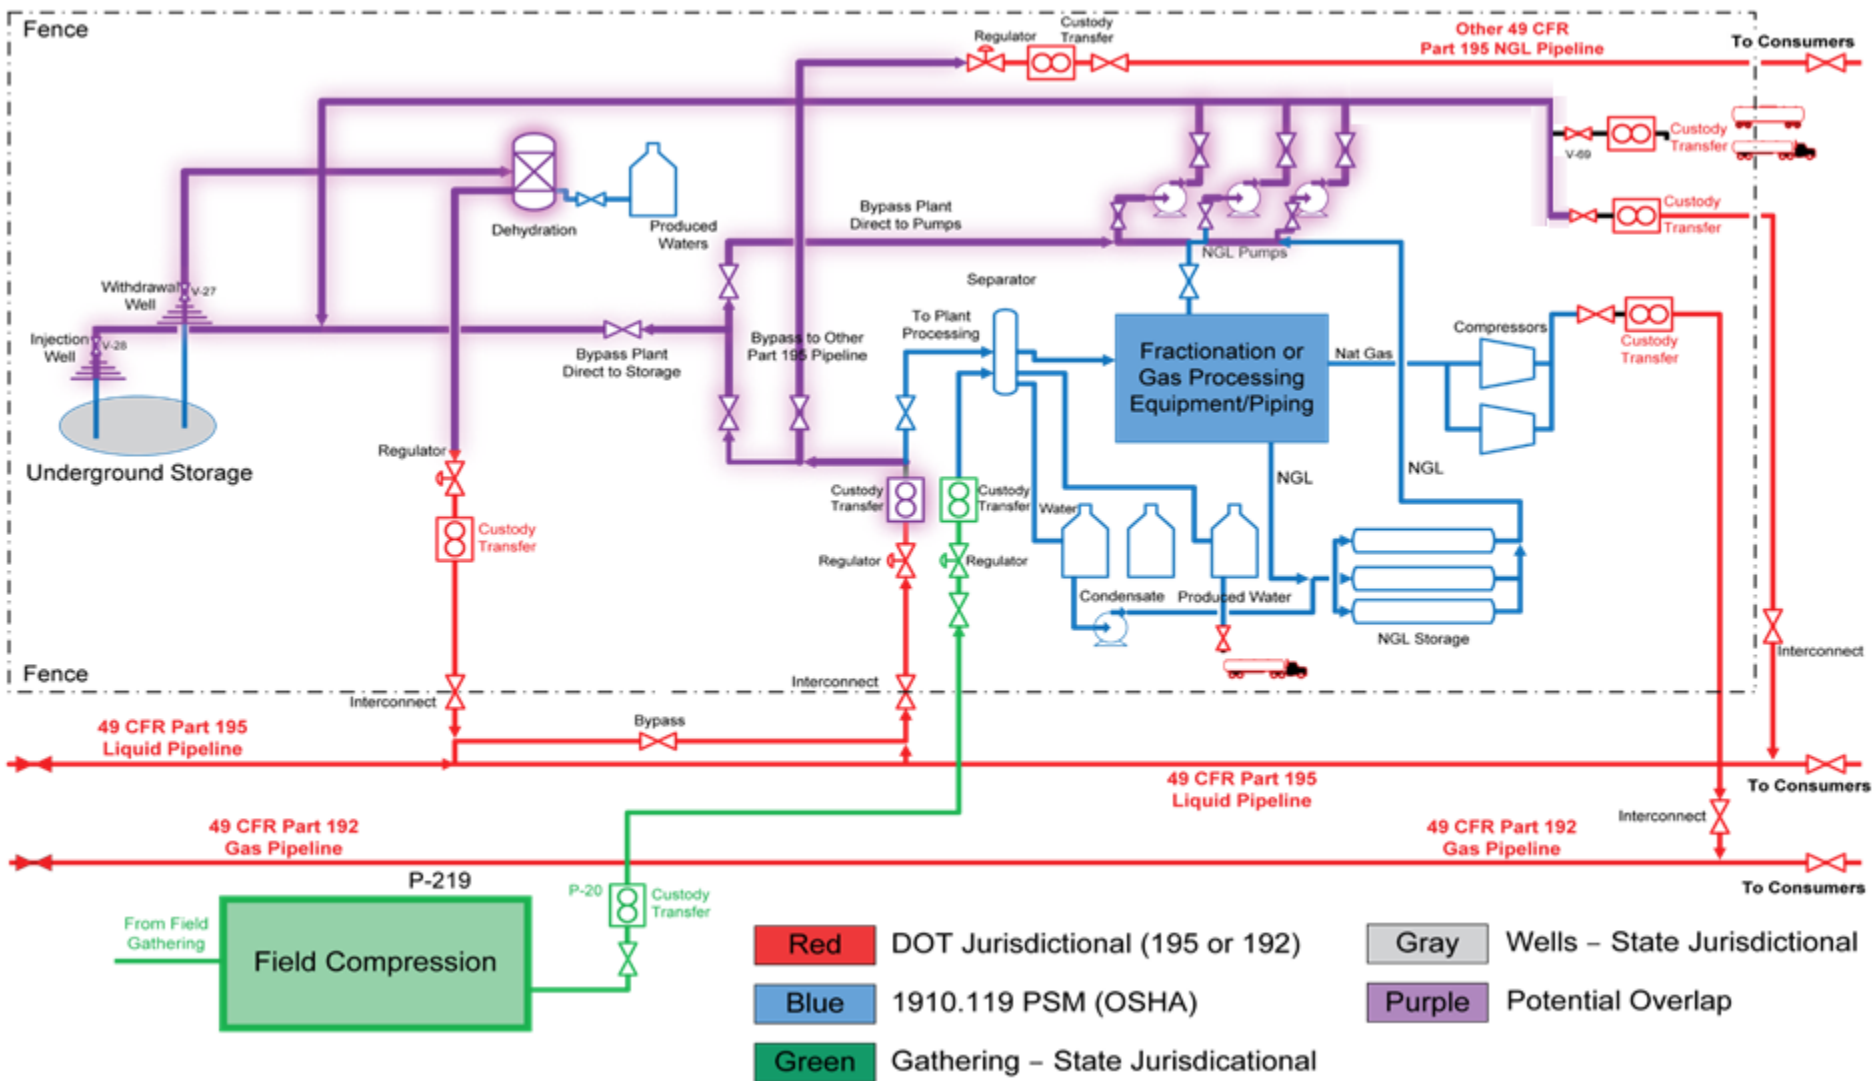 Fence
Regulator
Custody
Transfer
Other 49 CFR
Part 195 NGL Pipeline
To Consumers
V-69
Custody
Transfer
Dehydration
Produced
Waters
Bypass Plant
Direct to Pumps
NGL Pumps
Custody
Transfer
Withdrawal
Well
V-27
Injection
Well
V-28
Bypass Plant
Direct to Storage
Bypass to Other
Part 195 Pipeline
Separator
To Plant
Processing
Fractionation or
Gas Processing
Equipment/Piping
Nat Gas
Compressors
Custody
Transfer
Underground Storage
Regulator
Custody
Transfer
Custody
Transfer
Custody
Transfer
Water
NGL
NGL
Regulator
Regulator
Condensate
Produced Water
NGL Storage
Interconnect
Fence
Interconnect
Interconnect
Bypass
49 CFR Part 195
Liquid Pipeline
49 CFR Part 195
Liquid Pipeline
To Consumers
Interconnect
49 CFR Part 192
Gas Pipeline
49 CFR Part 192
Gas Pipeline
To Consumers
P-219
From Field
Gathering
Field Compression
P-20
Custody
Transfer
Red
DOT Jurisdictional (195 or 192)
Gray
Wells – State Jurisdictional
Blue
1910.119 PSM (OSHA)
Purple
Potential Overlap
Green
Gathering – State Jurisdicational